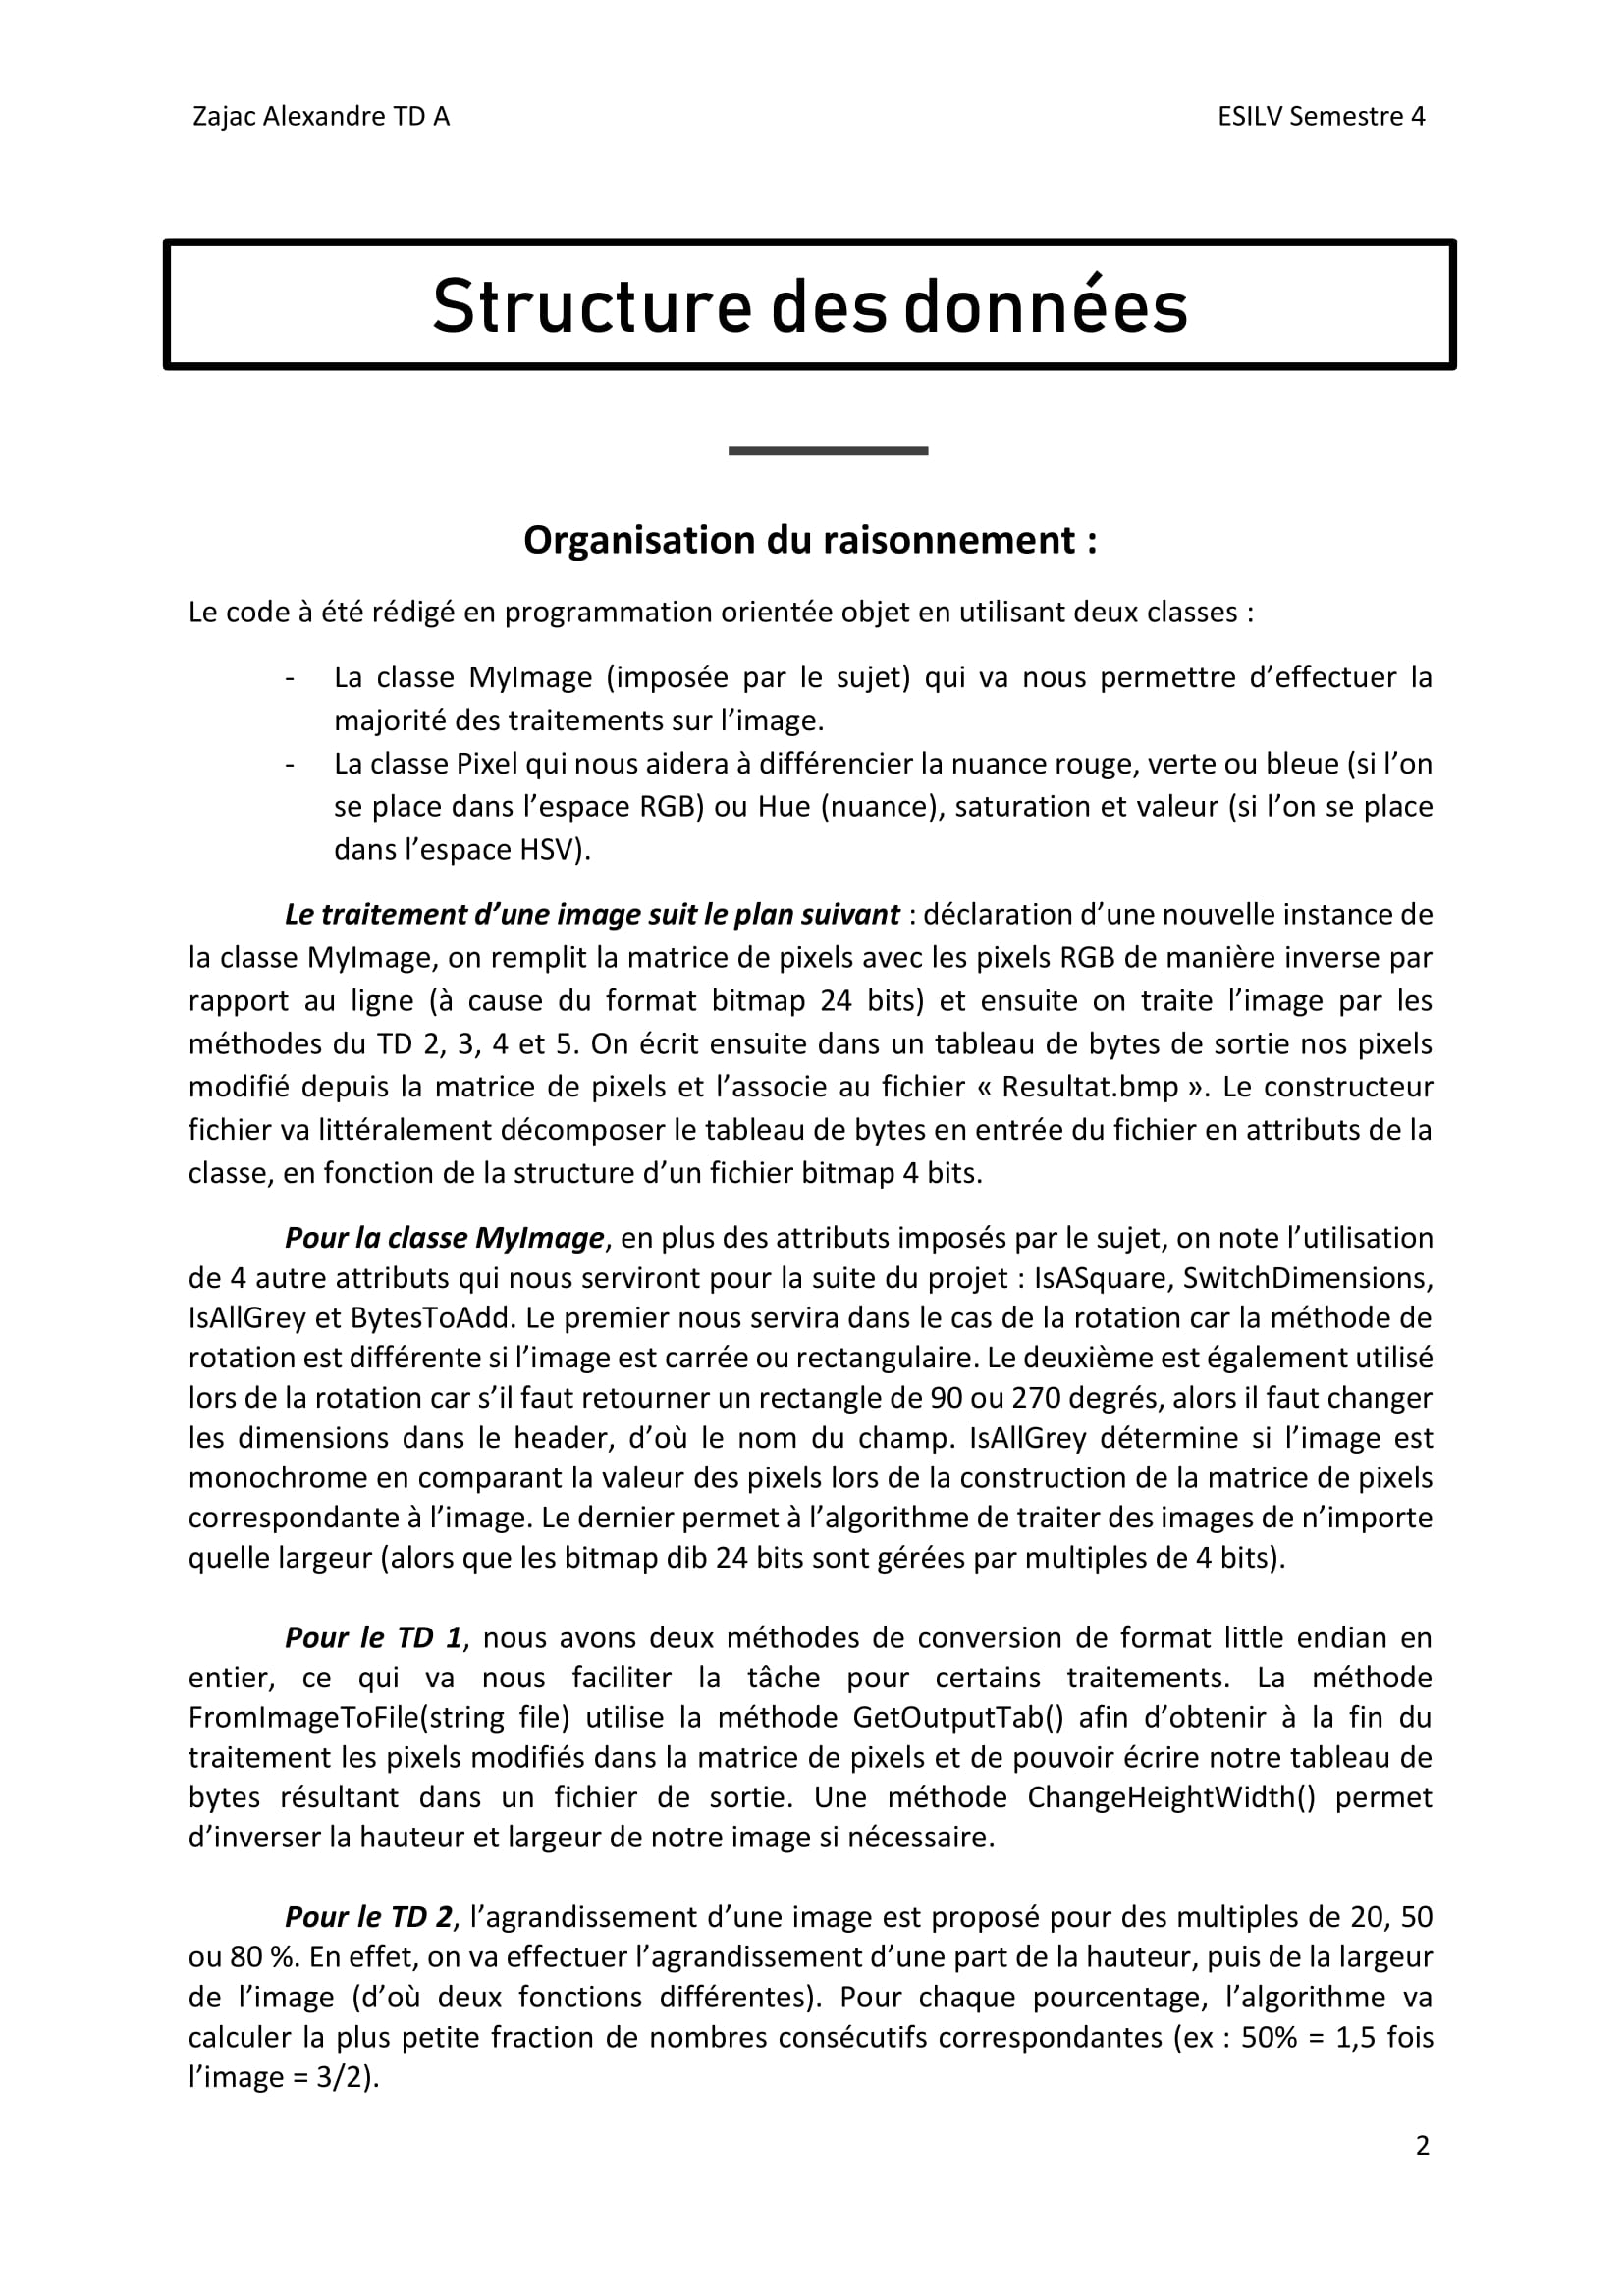 Zajac Alexandre TD A
ESILV Semestre 4
Structure des données
Organisation du raisonnement :
Le code à été rédigé en programmation orientée objet en utilisant deux classes :
- La classe MyImage (imposée par le sujet) qui va nous permettre d’effectuer la
majorité des traitements sur l’image.
- La classe Pixel qui nous aidera à différencier la nuance rouge, verte ou bleue (si l’on
se place dans l’espace RGB) ou Hue (nuance), saturation et valeur (si l’on se place
dans l’espace HSV).
Le traitement d’une image suit le plan suivant : déclaration d’une nouvelle instance de
la classe MyImage, on remplit la matrice de pixels avec les pixels RGB de manière inverse par
rapport au ligne (à cause du format bitmap 24 bits) et ensuite on traite l’image par les
méthodes du TD 2, 3, 4 et 5. On écrit ensuite dans un tableau de bytes de sortie nos pixels
modifié depuis la matrice de pixels et l’associe au fichier « Resultat.bmp ». Le constructeur
fichier va littéralement décomposer le tableau de bytes en entrée du fichier en attributs de la
classe, en fonction de la structure d’un fichier bitmap 4 bits.
Pour la classe MyImage, en plus des attributs imposés par le sujet, on note l’utilisation
de 4 autre attributs qui nous serviront pour la suite du projet : IsASquare, SwitchDimensions,
IsAllGrey et BytesToAdd. Le premier nous servira dans le cas de la rotation car la méthode de
rotation est différente si l’image est carrée ou rectangulaire. Le deuxième est également utilisé
lors de la rotation car s’il faut retourner un rectangle de 90 ou 270 degrés, alors il faut changer
les dimensions dans le header, d’où le nom du champ. IsAllGrey détermine si l’image est
monochrome en comparant la valeur des pixels lors de la construction de la matrice de pixels
correspondante à l’image. Le dernier permet à l’algorithme de traiter des images de n’importe
quelle largeur (alors que les bitmap dib 24 bits sont gérées par multiples de 4 bits).
Pour le TD 1, nous avons deux méthodes de conversion de format little endian en
entier, ce qui va nous faciliter la tâche pour certains traitements. La méthode
FromImageToFile(string file) utilise la méthode GetOutputTab() afin d’obtenir à la fin du
traitement les pixels modifiés dans la matrice de pixels et de pouvoir écrire notre tableau de
bytes résultant dans un fichier de sortie. Une méthode ChangeHeightWidth() permet
d’inverser la hauteur et largeur de notre image si nécessaire.
Pour le TD 2, l’agrandissement d’une image est proposé pour des multiples de 20, 50
ou 80 %. En effet, on va effectuer l’agrandissement d’une part de la hauteur, puis de la largeur
de l’image (d’où deux fonctions différentes). Pour chaque pourcentage, l’algorithme va
calculer la plus petite fraction de nombres consécutifs correspondantes (ex : 50% = 1,5 fois
l’image = 3/2).
2